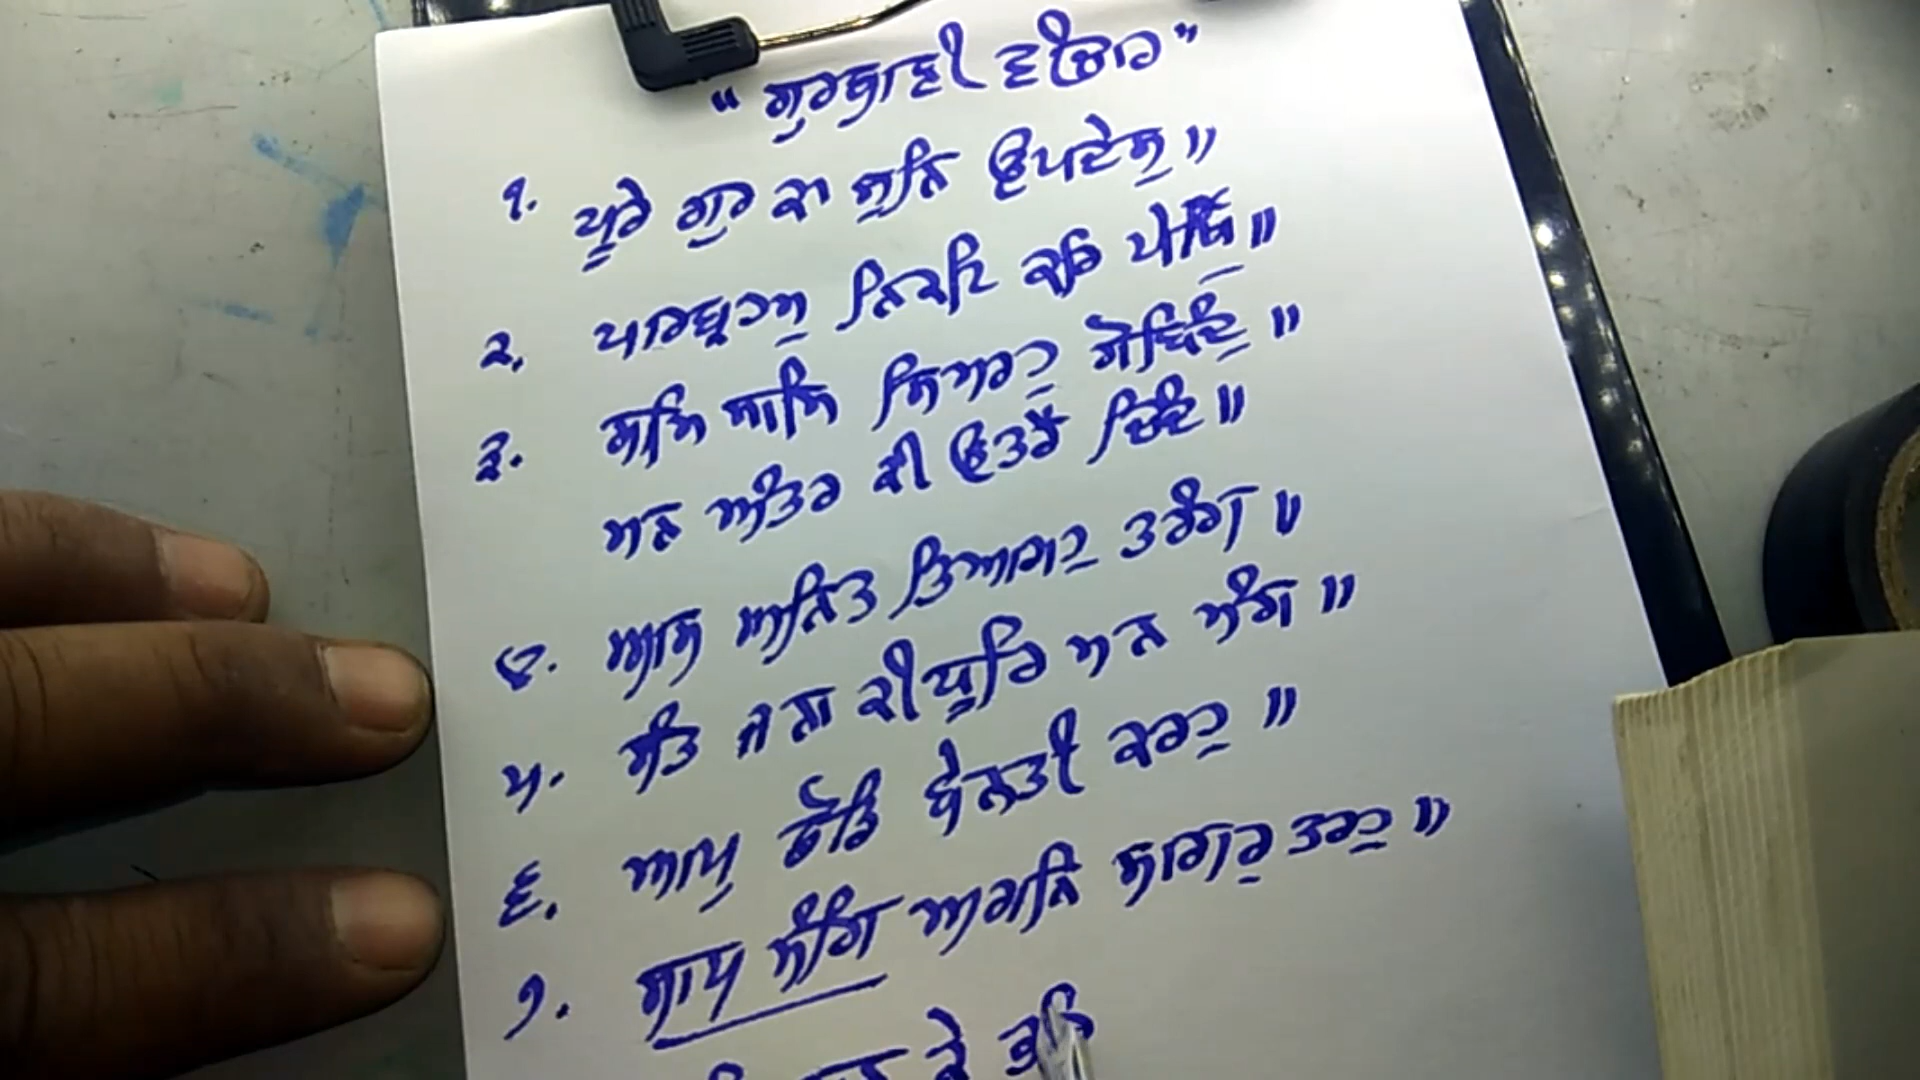 "ਗੁਰਬਾਣੀ ਵੀਚਾਰ"
੧. ਪੂਰੇ ਗੁਰ ਕਾ ਸੁਨਿ ਉਪਦੇਸੁ॥
੨. ਪਾਰਬ੍ਰਹਮੁ ਨਿਕਟਿ ਕਰਿ ਪੇਖੁ॥
੩. ਸਾਸਿ ਸਾਸਿ ਸਿਮਰਹੁ ਗੋਬਿੰਦ॥
ਮਨ ਅੰਤਰ ਕੀ ਉਤਰੈ ਚਿੰਦ॥
੪. ਆਸ ਅਨਿਤ ਤਿਆਗਹੁ ਤਰੰਗ॥
੫. ਸੰਤ ਜਨਾ ਕੀ ਧੂਰਿ ਮਨ ਮੰਗ॥
੬. ਆਪੁ ਛੋਡਿ ਬੇਨਤੀ ਕਰਹੁ॥
੭. ਸਾਧ ਸੰਗਿ ਅਗਨਿ ਸਾਗਰੁ ਤਰਹੁ॥
ਕੇ